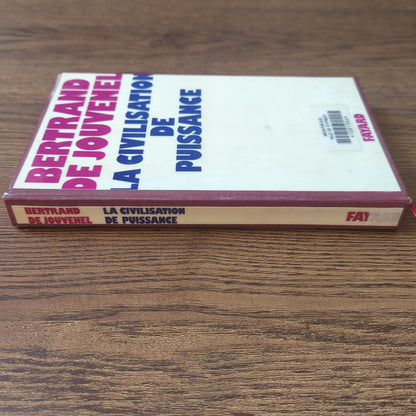 BERTRAND
DE JOUVENEL
LA CIVILISATION
DE
PUISSANCE
FAYARD
BERTRAND
DE JOUVENEL
LA CIVILISATION
DE PUISSANCE
FAYARD